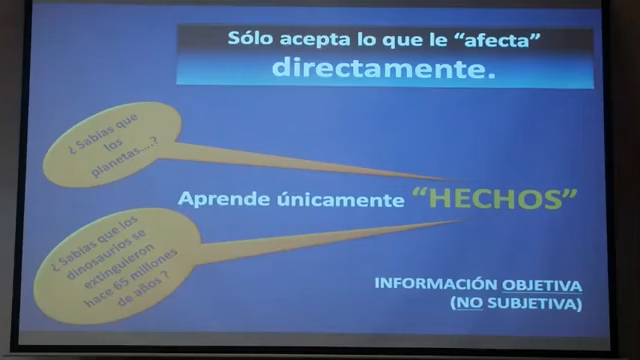 Sólo acepta lo que le “afecta”
directamente.
¿ Sabías que
los
planetas....?
Aprende únicamente “HECHOS”
¿ Sabías que los
dinosaurios se
extinguieron
hace 65 millones
de años ?
INFORMACIÓN OBJETIVA
(NO SUBJETIVA)